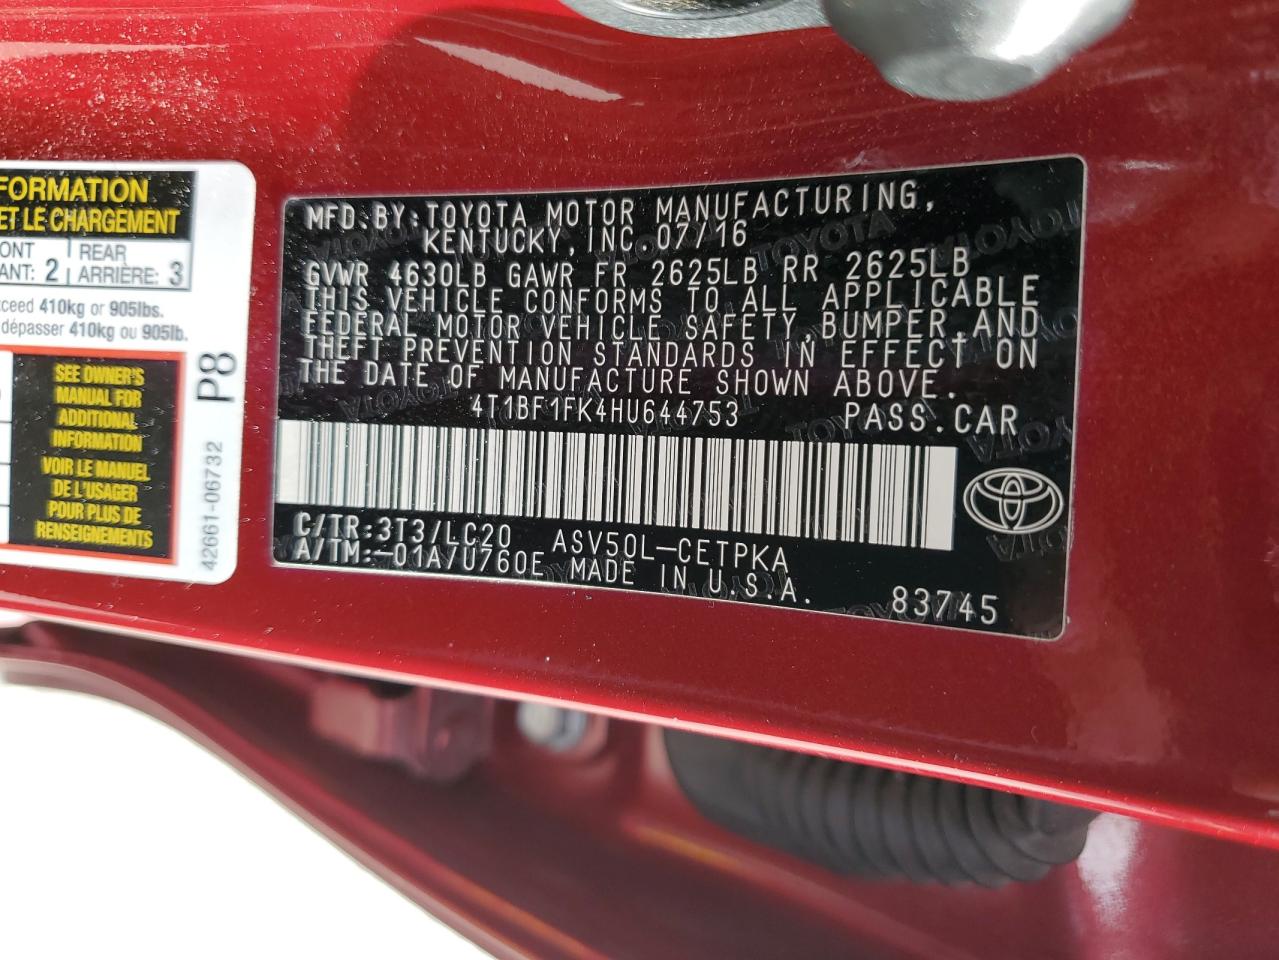 FORMATION
ET LE CHARGEMENT
ONT
ANT: 2
REAR
ARRIÈRE: 3
xceed 410kg or 905lbs.
dépasser 410kg ou 905lb.
SEE OWNER'S
MANUAL FOR
ADDITIONAL
INFORMATION
VOIR LE MANUEL
DE L'USAGER
POUR PLUS DE
RENSEIGNEMENTS
P8
42661-06732
MFD.BY:TOYOTA MOTOR MANUFACTURING,
KENTUCKY,INC.07/16
GVWR 4630LB GAWR FR 2625LB RR 2625LB
THIS VEHICLE CONFORMS TO ALL APPLICABLE
FEDERAL MOTOR VEHICLE SAFETY,BUMPER,AND
THEFT PREVENTION STANDARDS IN EFFECT ON
THE DATE OF MANUFACTURE SHOWN ABOVE.
4T1BF1FK4HU644753 PASS.CAR
C/TR:3T3/LC20 ASV50L-CETPKA
A/TM:-01A/U760E MADE IN U.S.A.
83745